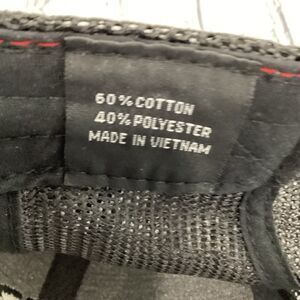 60% COTTON
40% POLYESTER
MADE IN VIETNAM